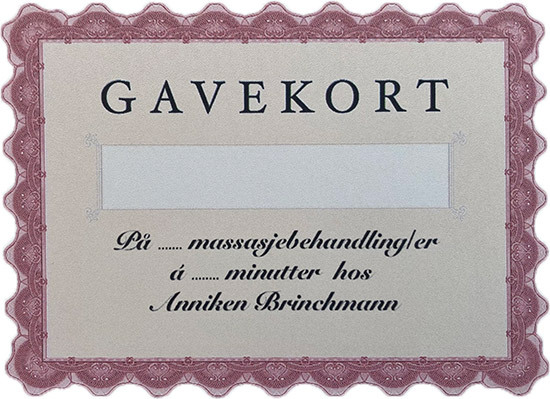 GAVEKORT
På ....... massasjebehandling/er
á ........ minutter hos
Anniken Brinchmann